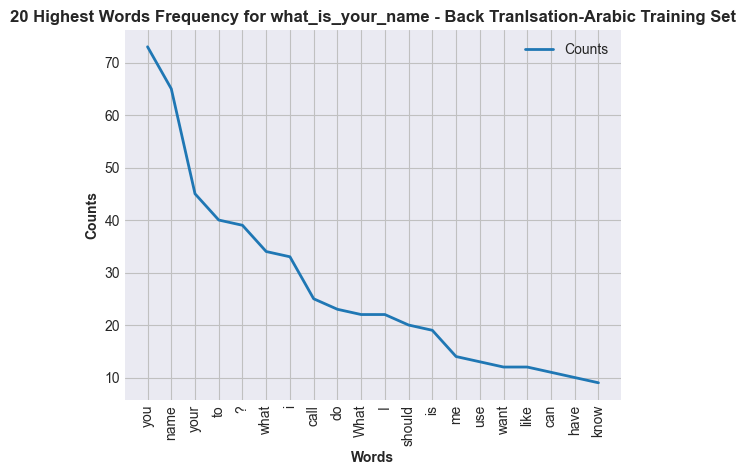 20 Highest Words Frequency for what_is_your_name - Back Tranlsation-Arabic Training Set
Counts
70
60
50
40
30
20
10
Counts
you
name
your
to
?
what
i
call
do
What
I
should
is
me
use
want
like
can
have
know
Words